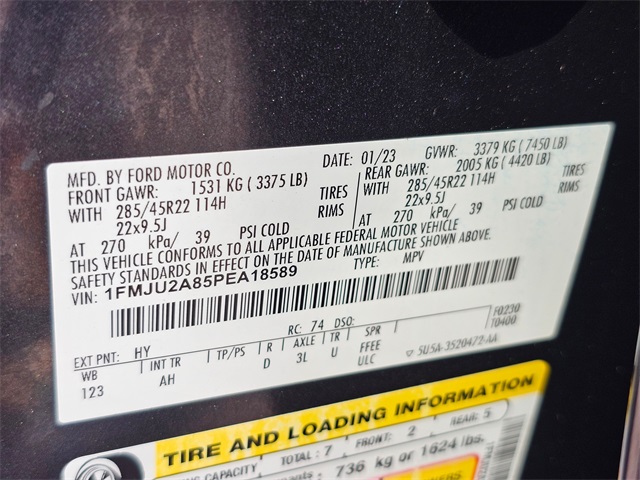 MFD. BY FORD MOTOR CO. DATE: 01/23 GVWR: 3379 KG ( 7450 LB)
FRONT GAWR: 1531 KG ( 3375 LB) REAR GAWR: 2005 KG ( 4420 LB)
WITH 285/45R22 114H TIRES WITH 285/45R22 114H TIRES
22x9.5J RIMS 22x9.5J RIMS
AT 270 kPa/ 39 PSI COLD AT 270 kPa/ 39 PSI COLD
THIS VEHICLE CONFORMS TO ALL APPLICABLE FEDERAL MOTOR VEHICLE
SAFETY STANDARDS IN EFFECT ON THE DATE OF MANUFACTURE SHOWN ABOVE.
VIN: 1FMJU2A85PEA18589 TYPE: MPV
F0230
T0400
EXT PNT: HY RC: 74 DSO:
WB INT TR TP/PS R AXLE TR SPR
123 AH D 3L U FFEE
ULC ▽ 5U5A-3520472-AA
TIRE AND LOADING INFORMATION
CAPACITY TOTAL: 7 FRONT: 2 REAR: 5
736 kg or 1624 lbs.